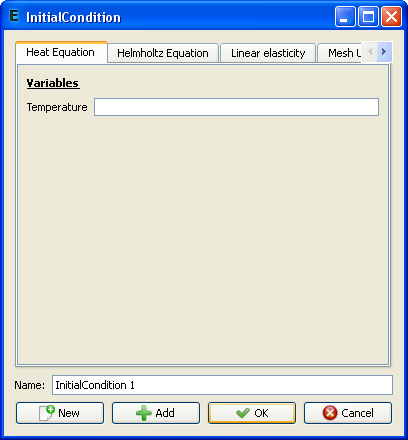 E InitialCondition
Heat Equation Helmholtz Equation Linear elasticity Mesh U
Variables
Temperature
Name: InitialCondition 1
New Add OK Cancel